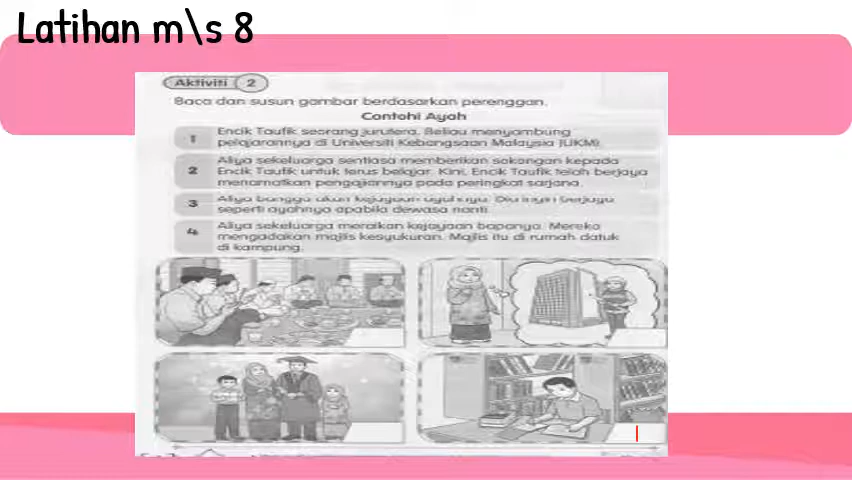 Latihan m\s 8
Aktiviti 2
Baca dan susun gambar berdasarkan perenggan.
Contohi Ayah
1 Encik Taufik seorang jurutera. Beliau menyambung
pelajarannya di Universiti Kebangsaan Malaysia (UKM).
2 Aliya sekeluarga sentiasa memberikan sokongan kepada
Encik Taufik untuk terus belajar. Kini, Encik Taufik telah berjaya
menamatkan pengajiannya pada peringkat sarjana.
3 Aliya bangga akan kejayaan ayahnya. Dia ingin berjaya
seperti ayahnya apabila dewasa nanti.
4 Aliya sekeluarga meraikan kejayaan bapanya. Mereka
mengadakan majlis kesyukuran. Majlis itu di rumah datuk
di kampung.